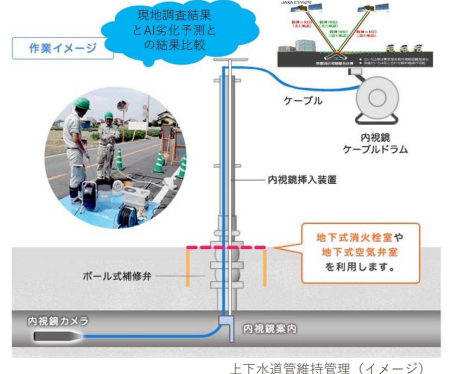 現地調査結果
とAI劣化予測と
の結果比較
作業イメージ
ケーブル
内視鏡
ケーブルドラム
内視鏡挿入装置
地下式消火栓室や
地下式空気弁室
を利用します。
ボール式補修弁
内視鏡カメラ
内視鏡案内
上下水道管維持管理（イメージ）